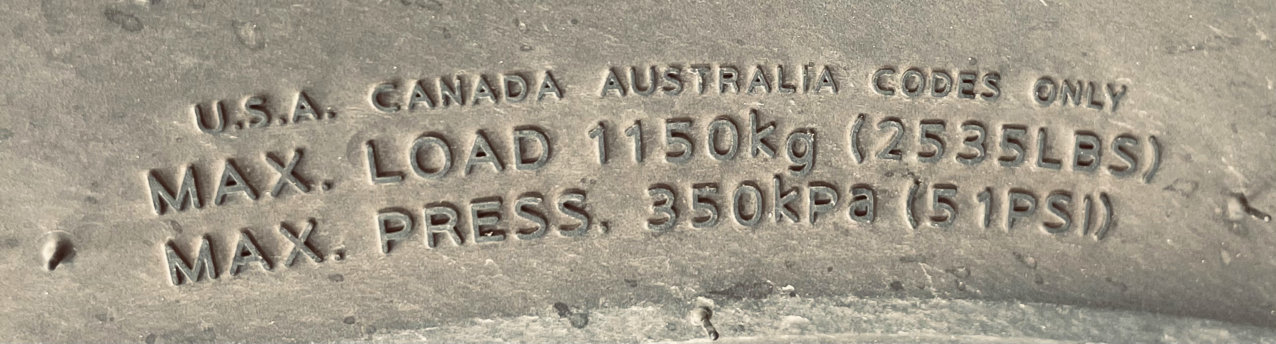 U.S.A. CANADA AUSTRALIA CODES ONLY
MAX. LOAD 1150kg (2535LBS)
MAX. PRESS. 350kPa (51PSI)